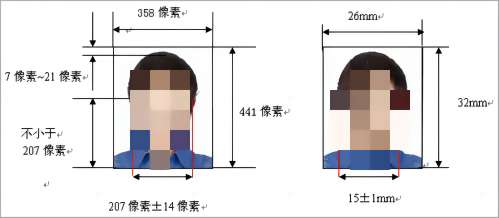 358 像素
26mm
7 像素~21 像素
441 像素
32mm
不小于
207 像素
207 像素±14 像素
15±1mm